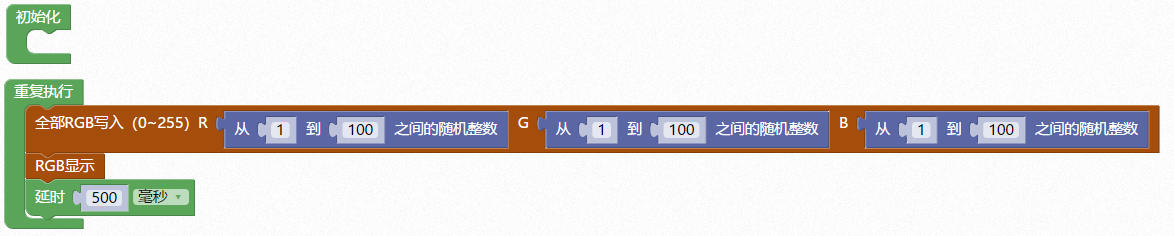 初始化
重复执行
全部RGB写入（0~255）R 从 1 到 100 之间的随机整数 G 从 1 到 100 之间的随机整数 B 从 1 到 100 之间的随机整数
RGB显示
延时 500 毫秒